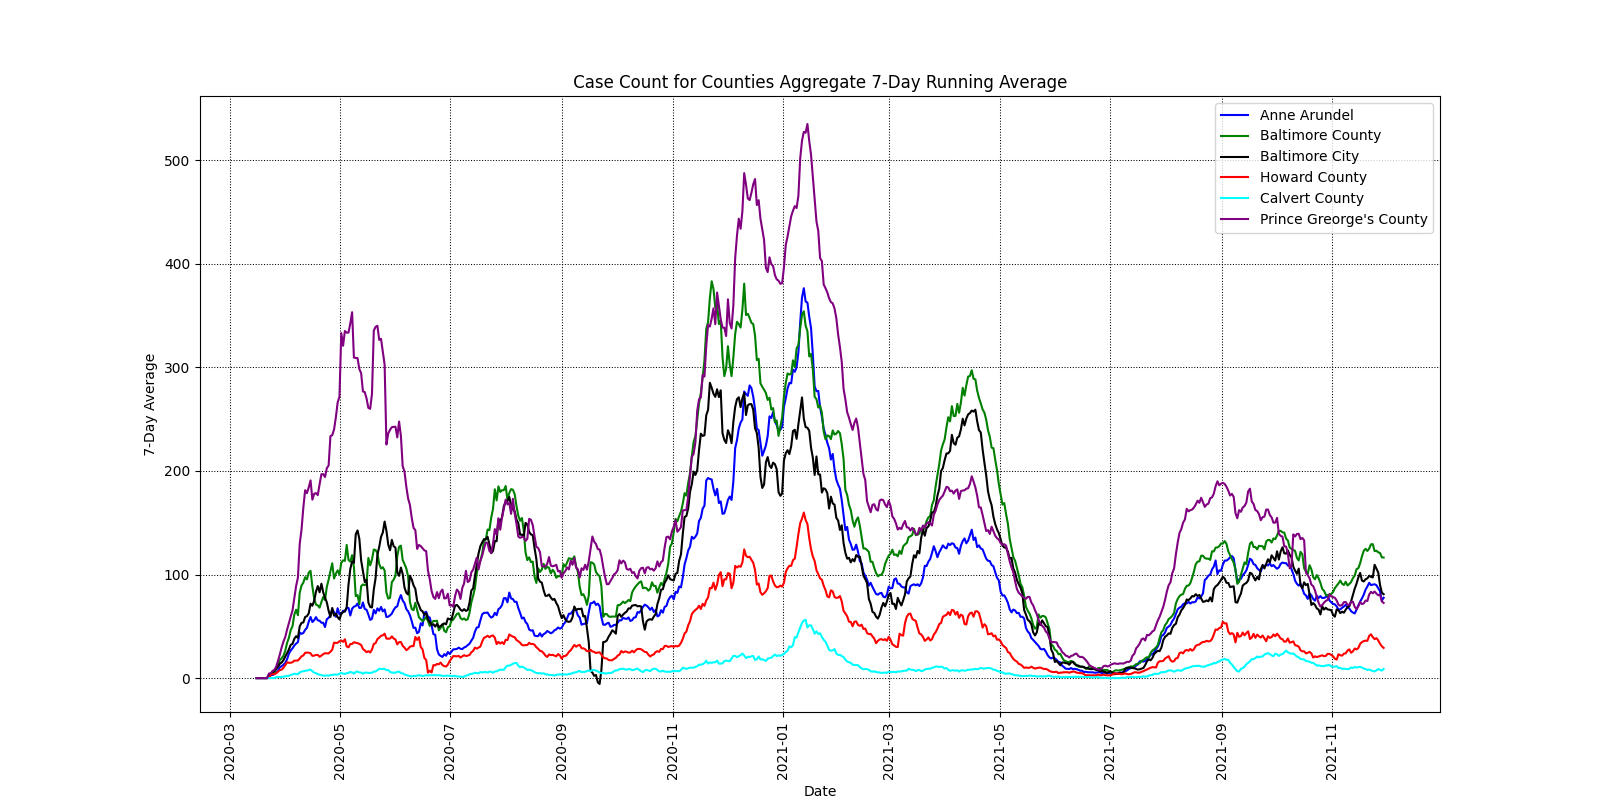 Case Count for Counties Aggregate 7-Day Running Average
Anne Arundel
Baltimore County
Baltimore City
Howard County
Calvert County
Prince Greorge's County
7-Day Average
500
400
300
200
100
0
2020-03
2020-05
2020-07
2020-09
2020-11
2021-01
2021-03
2021-05
2021-07
2021-09
2021-11
Date